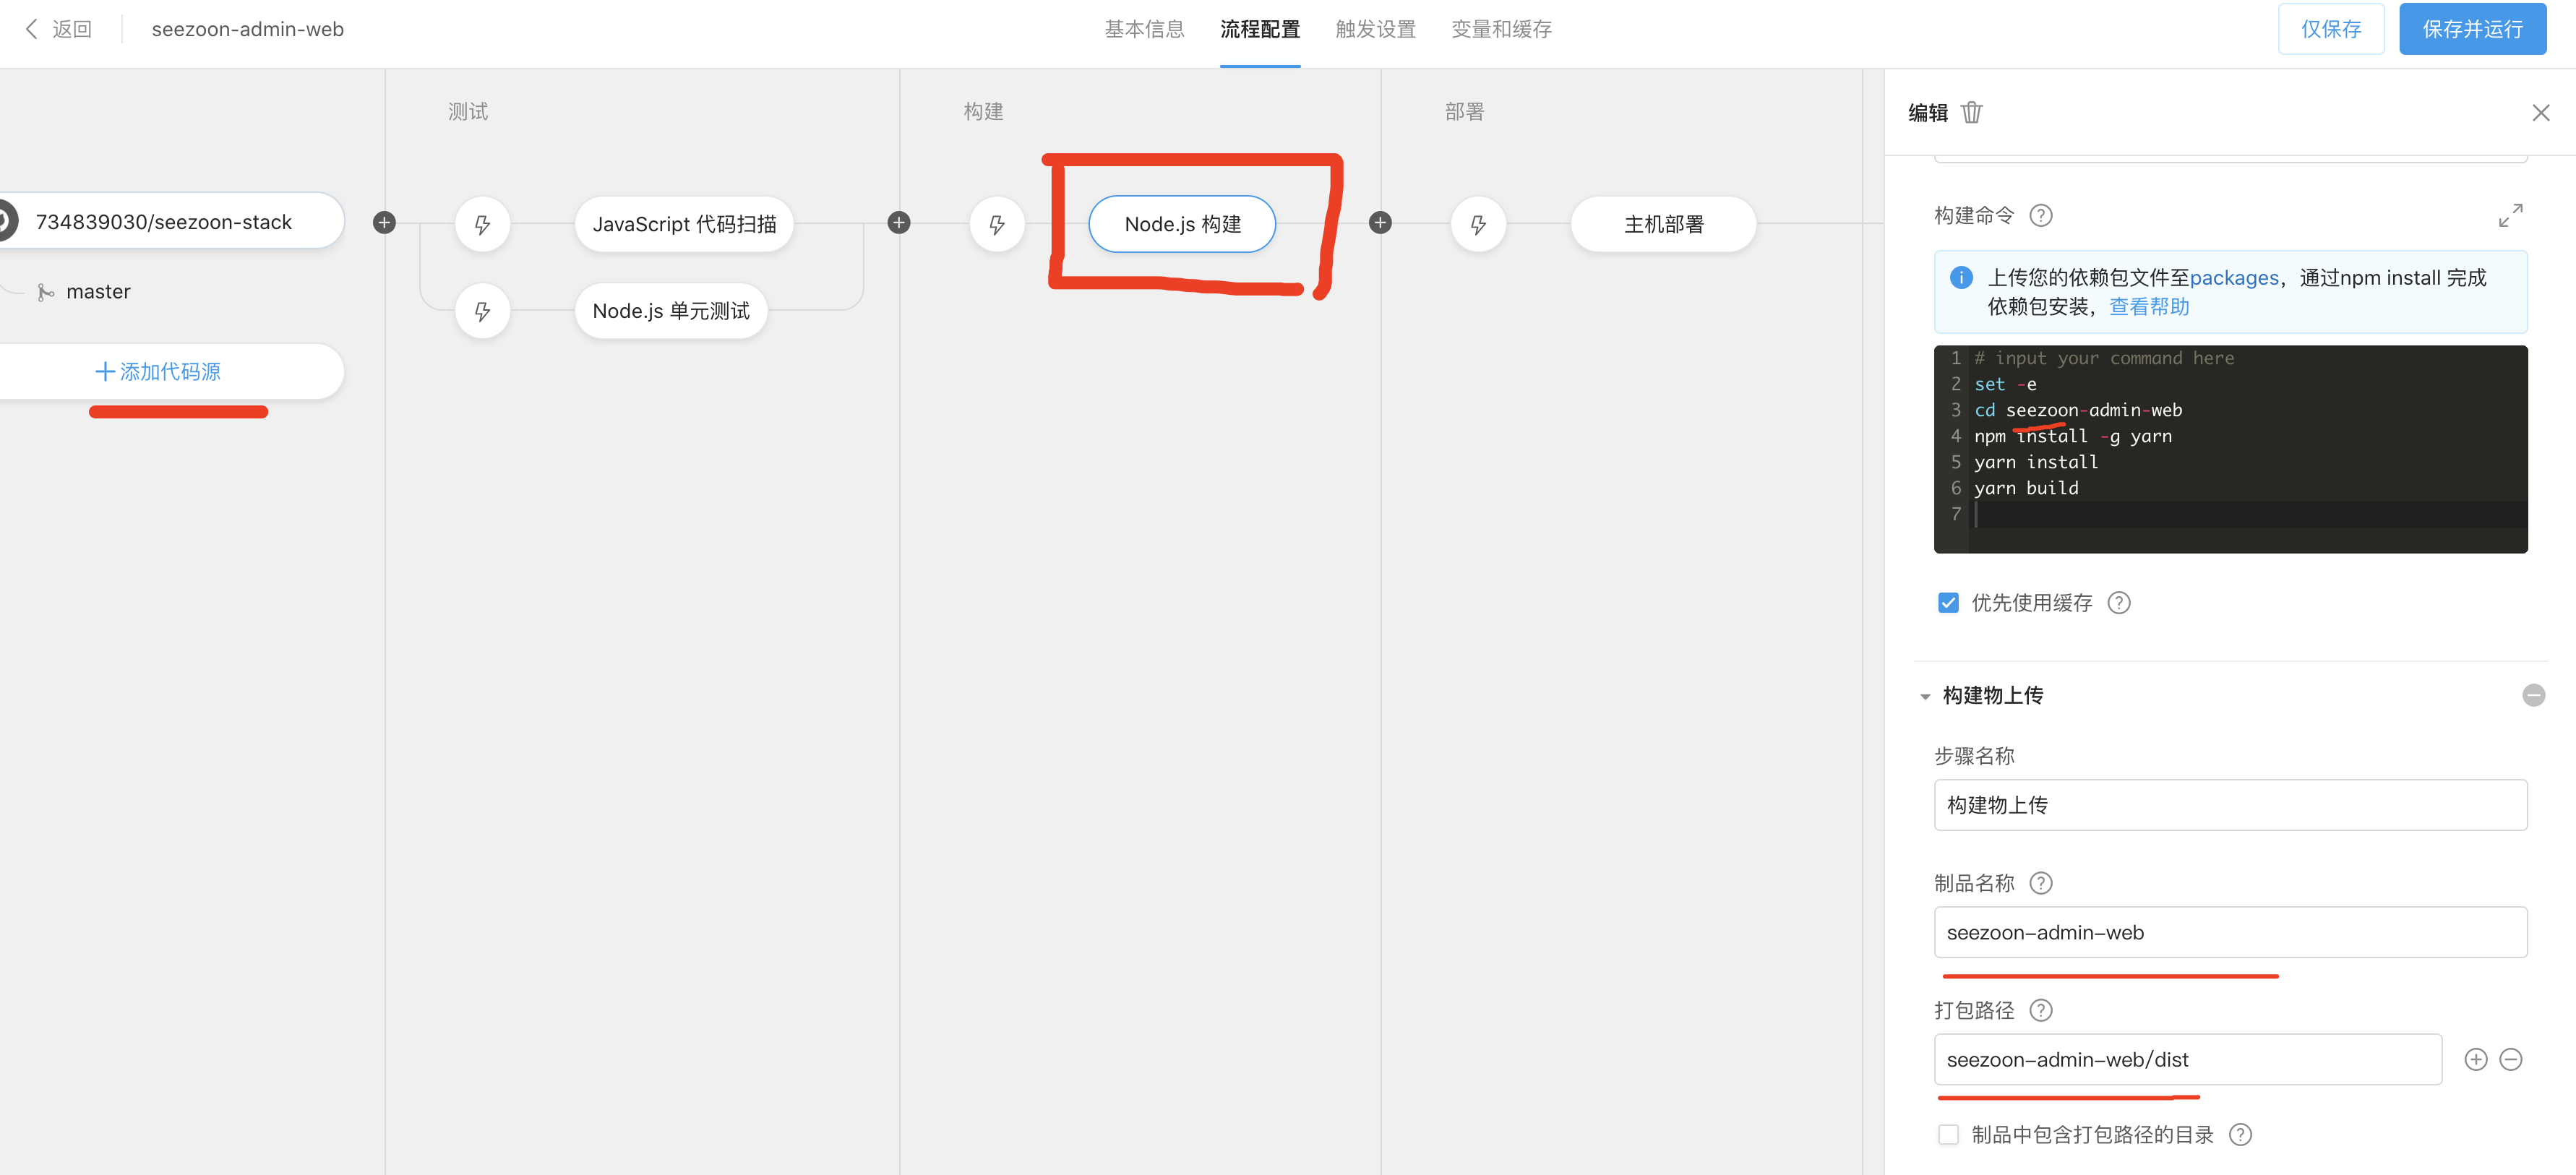 返回
seezoon-admin-web
基本信息
流程配置
触发设置
变量和缓存
仅保存
保存并运行
测试
构建
部署
734839030/seezoon-stack
master
添加代码源
JavaScript 代码扫描
Node.js 单元测试
Node.js 构建
主机部署
编辑
构建命令
上传您的依赖包文件至packages，通过npm install 完成
依赖包安装，查看帮助
1 # input your command here
2 set -e
3 cd seezoon-admin-web
4 npm install -g yarn
5 yarn install
6 yarn build
7
优先使用缓存
构建物上传
步骤名称
构建物上传
制品名称
seezoon-admin-web
打包路径
seezoon-admin-web/dist
制品中包含打包路径的目录